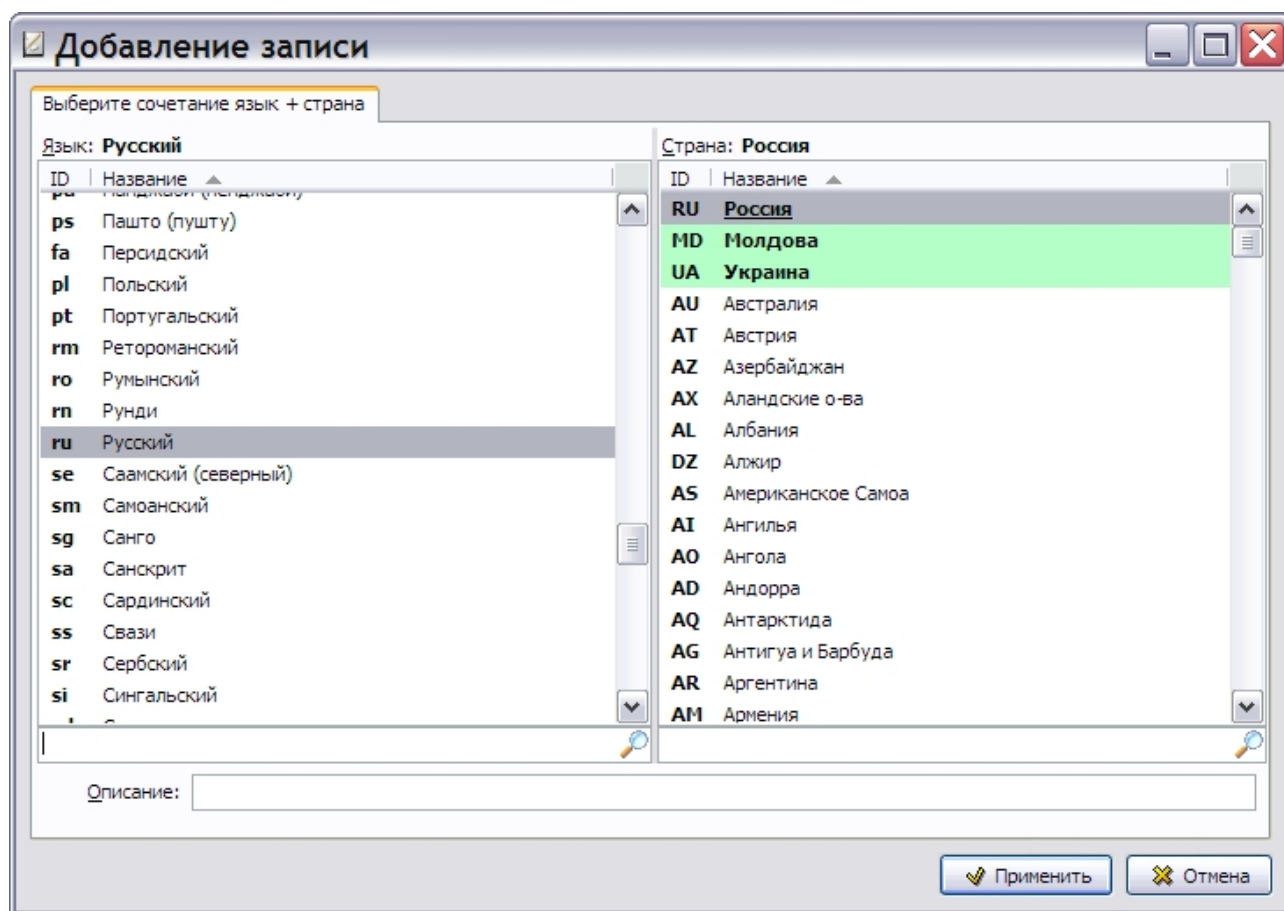 Добавление записи
Выберите сочетание язык + страна
Язык: Русский
ID Название
ps Пашто (пушту)
fa Персидский
pl Польский
pt Португальский
rm Ретороманский
ro Румынский
rn Рунди
ru Русский
se Саамский (северный)
sm Самоанский
sg Санго
sa Санскрит
sc Сардинский
ss Свази
sr Сербский
si Сингальский
Страна: Россия
ID Название
RU Россия
MD Молдова
UA Украина
AU Австралия
AT Австрия
AZ Азербайджан
AX Аландские о-ва
AL Албания
DZ Алжир
AS Американское Самоа
AI Ангилья
AO Ангола
AD Андорра
AQ Антарктида
AG Антигуа и Барбуда
AR Аргентина
AM Армения
Описание:
Применить
Отмена